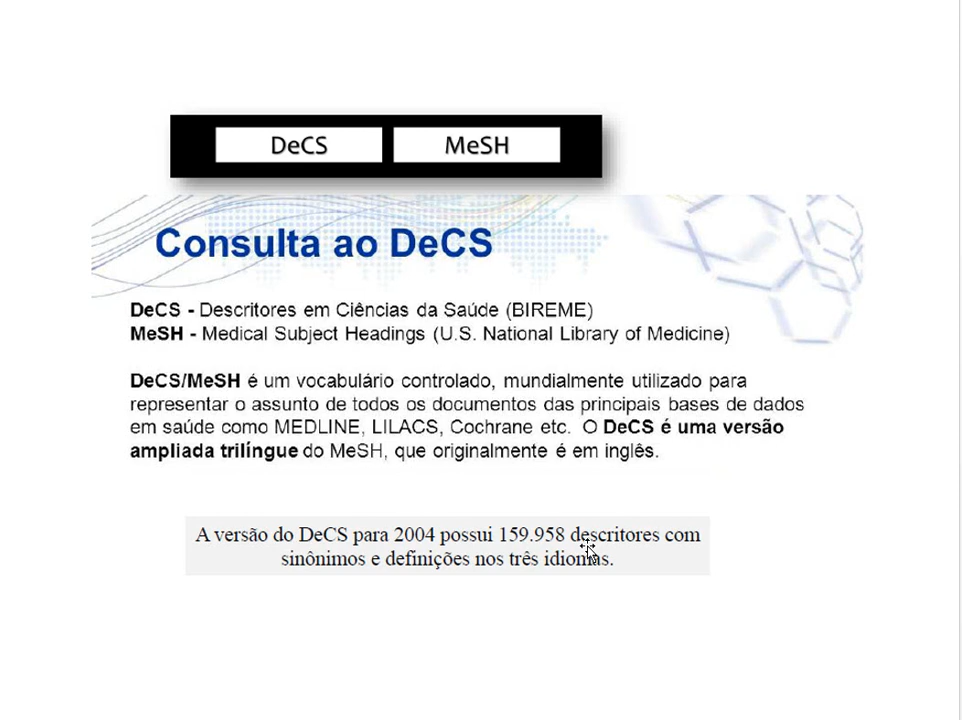 DeCS MeSH
Consulta ao DeCS
DeCS - Descritores em Ciências da Saúde (BIREME)
MeSH - Medical Subject Headings (U.S. National Library of Medicine)
DeCS/MeSH é um vocabulário controlado, mundialmente utilizado para
representar o assunto de todos os documentos das principais bases de dados
em saúde como MEDLINE, LILACS, Cochrane etc. O DeCS é uma versão
ampliada trilíngue do MeSH, que originalmente é em inglês.
A versão do DeCS para 2004 possui 159.958 descritores com
sinônimos e definições nos três idiomas.